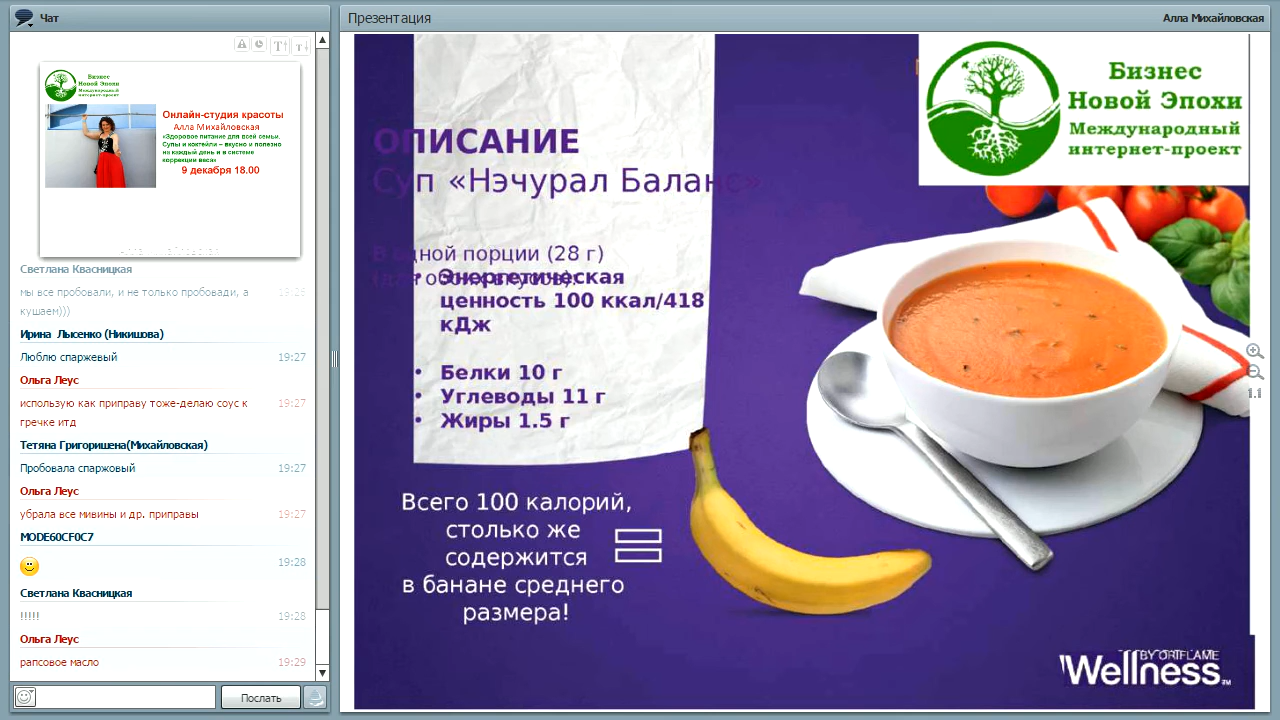 Чат
Бизнес
Новой Эпохи
Международный
интернет-проект
Онлайн-студия красоты
Алла Михайловская
«Здоровое питание для всей семьи.
Супы и коктейли – вкусно и полезно
на каждый день и в системе
коррекции веса»
9 декабря 18.00
Светлана Квасницкая
мы все пробовали, и не только пробовади, а 19:26
кушаем)))
Ирина Лысенко (Никишова)
Люблю спаржевый 19:27
Ольга Леус
использую как приправу тоже-делаю соус к 19:27
гречке итд
Тетяна Григоришена(Михайловская)
Пробовала спаржовый 19:27
Ольга Леус
убрала все мивины и др. приправы 19:27
MODE60CF0C7
19:28
Светлана Квасницкая
!!!!! 19:28
Ольга Леус
рапсовое масло 19:29
Послать
Презентация
Алла Михайловская
Бизнес
Новой Эпохи
Международный
интернет-проект
ОПИСАНИЕ
Суп «Нэчурал Баланс»
В одной порции (28 г)
• Энергетическая
ценность 100 ккал/418
кДж
• Белки 10 г
• Углеводы 11 г
• Жиры 1.5 г
Всего 100 калорий,
столько же
содержится
в банане среднего
размера!
1.1
BY ORIFLAME
Wellness™